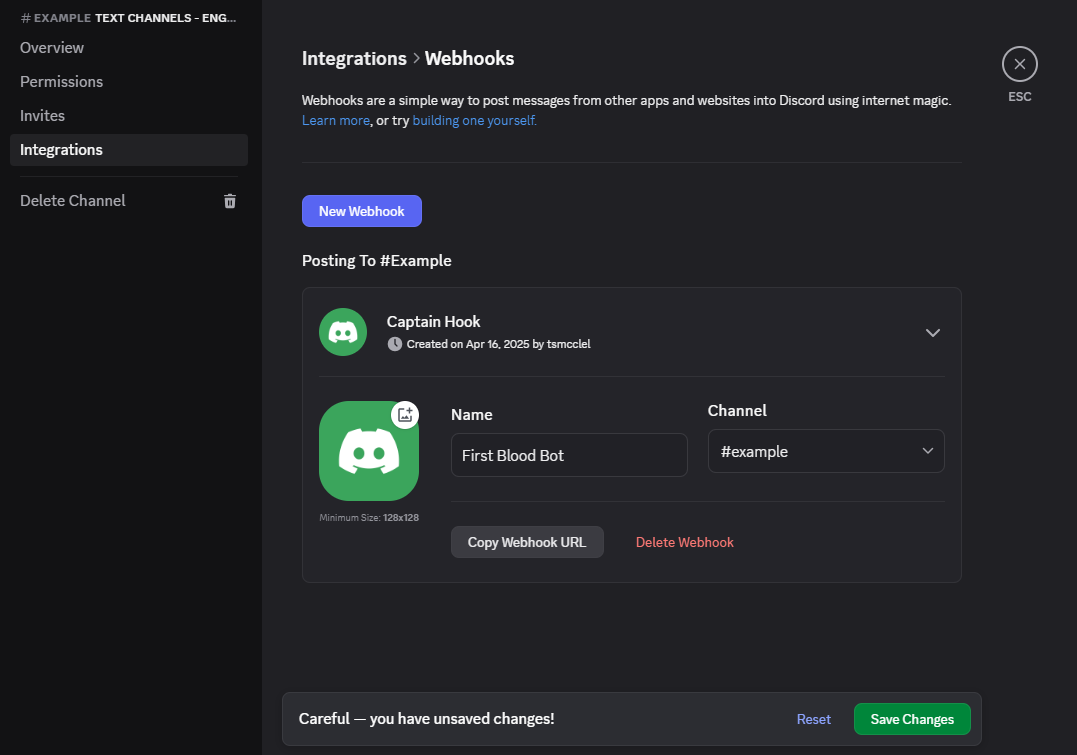 # EXAMPLE TEXT CHANNELS - ENG...
Overview
Permissions
Invites
Integrations
Delete Channel
Integrations > Webhooks
ESC
Webhooks are a simple way to post messages from other apps and websites into Discord using internet magic.
Learn more, or try building one yourself.
New Webhook
Posting To #Example
Captain Hook
Created on Apr 16, 2025 by tsmcclel
Name
Channel
First Blood Bot
#example
Minimum Size: 128x128
Copy Webhook URL
Delete Webhook
Careful — you have unsaved changes!
Reset
Save Changes